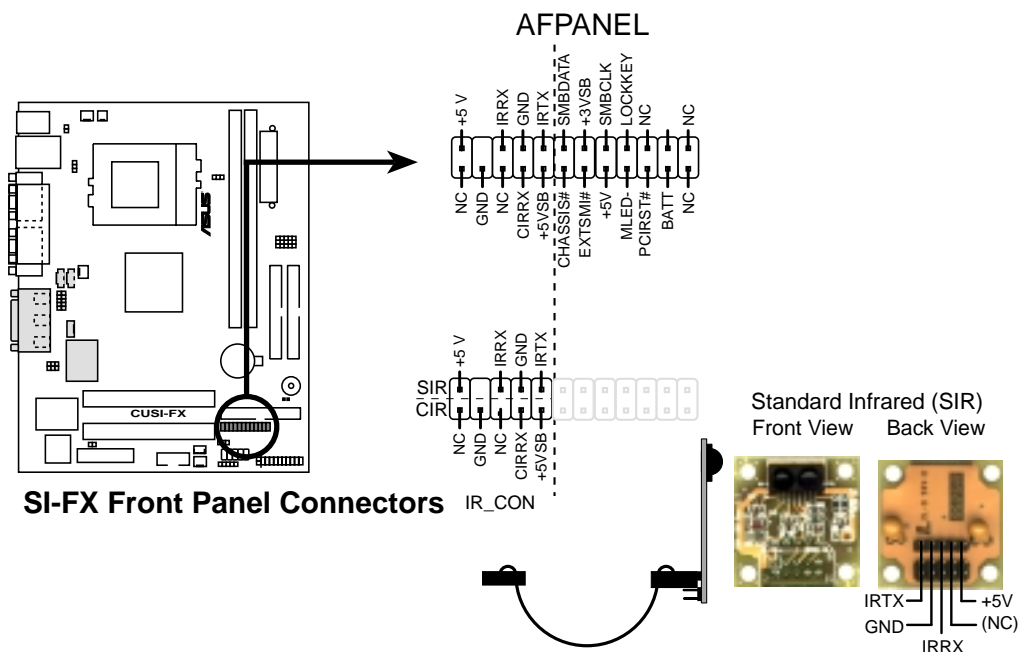 AFPANEL
+5 V
IRRX
GND
IRTX
SMBDATA
+3VSB
SMBCLK
LOCKKEY
NC
NC
NC
GND
NC
CIRRX
+5VSB
CHASSIS#
EXTSMI#
+5V
MLED-
PCIRST#
BATT
NC
ASUS
CUSI-FX
SI-FX Front Panel Connectors
+5 V
IRRX
GND
IRTX
SIR
CIR
NC
GND
NC
CIRRX
+5VSB
IR_CON
Standard Infrared (SIR)
Front View
Back View
IRTX
+5V
GND
(NC)
IRRX